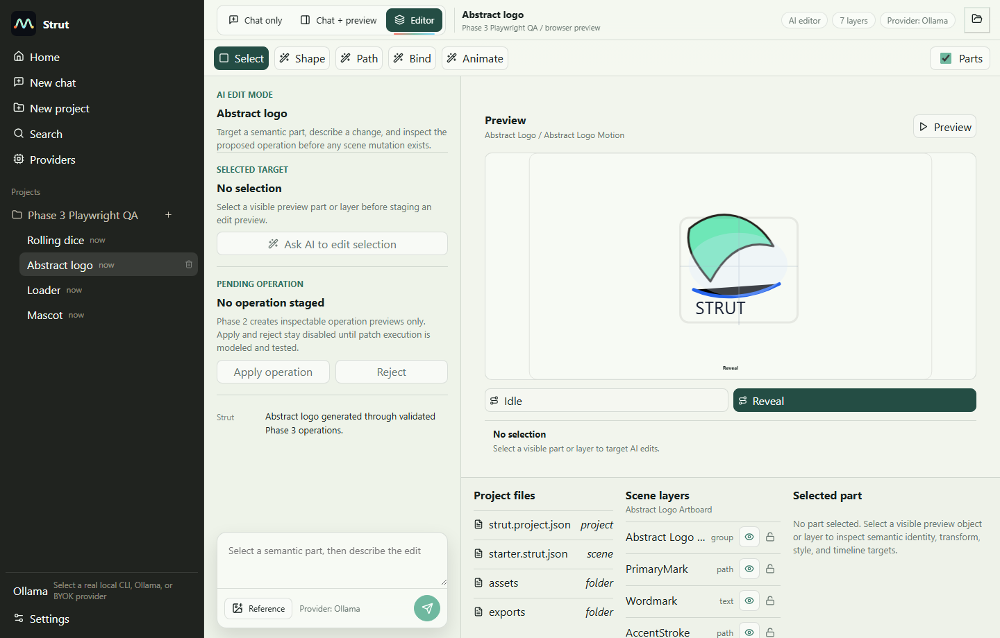 Strut
Home
New chat
New project
Search
Providers
Projects
Phase 3 Playwright QA +
Rolling dice now
Abstract logo now
Loader now
Mascot now
Ollama
Select a real local CLI, Ollama, or
BYOK provider
Settings
Chat only
Chat + preview
Editor
Abstract logo
Phase 3 Playwright QA / browser preview
AI editor
7 layers
Provider: Ollama
Select
Shape
Path
Bind
Animate
Parts
AI EDIT MODE
Abstract logo
Target a semantic part, describe a change, and inspect the
proposed operation before any scene mutation exists.
SELECTED TARGET
No selection
Select a visible preview part or layer before staging an
edit preview.
Ask AI to edit selection
PENDING OPERATION
No operation staged
Phase 2 creates inspectable operation previews only.
Apply and reject stay disabled until patch execution is
modeled and tested.
Apply operation
Reject
Strut
Abstract logo generated through validated
Phase 3 operations.
Select a semantic part, then describe the edit
Reference
Provider: Ollama
Preview
Abstract Logo / Abstract Logo Motion
Preview
STRUT
Reveal
Idle
Reveal
No selection
Select a visible part or layer to target AI edits.
Project files
strut.project.json project
starter.strut.json scene
assets folder
exports folder
Scene layers
Abstract Logo Artboard
Abstract Logo ... group
PrimaryMark path
Wordmark text
AccentStroke path
Selected part
No part selected. Select a visible preview object
or layer to inspect semantic identity, transform,
style, and timeline targets.